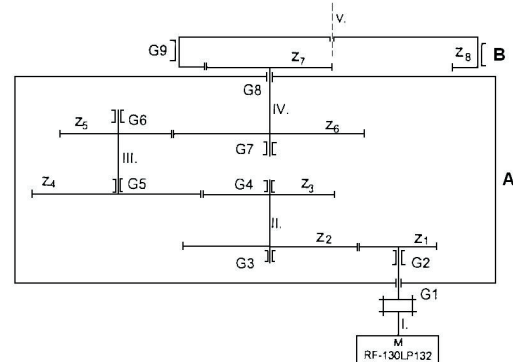 V.
G9
Z7
Z8
B
G8
IV.
Z5
G6
Z6
III.
G7
Z4
G5
G4
Z3
A
II.
Z2
Z1
G3
G2
G1
I.
M
RF-130LP132